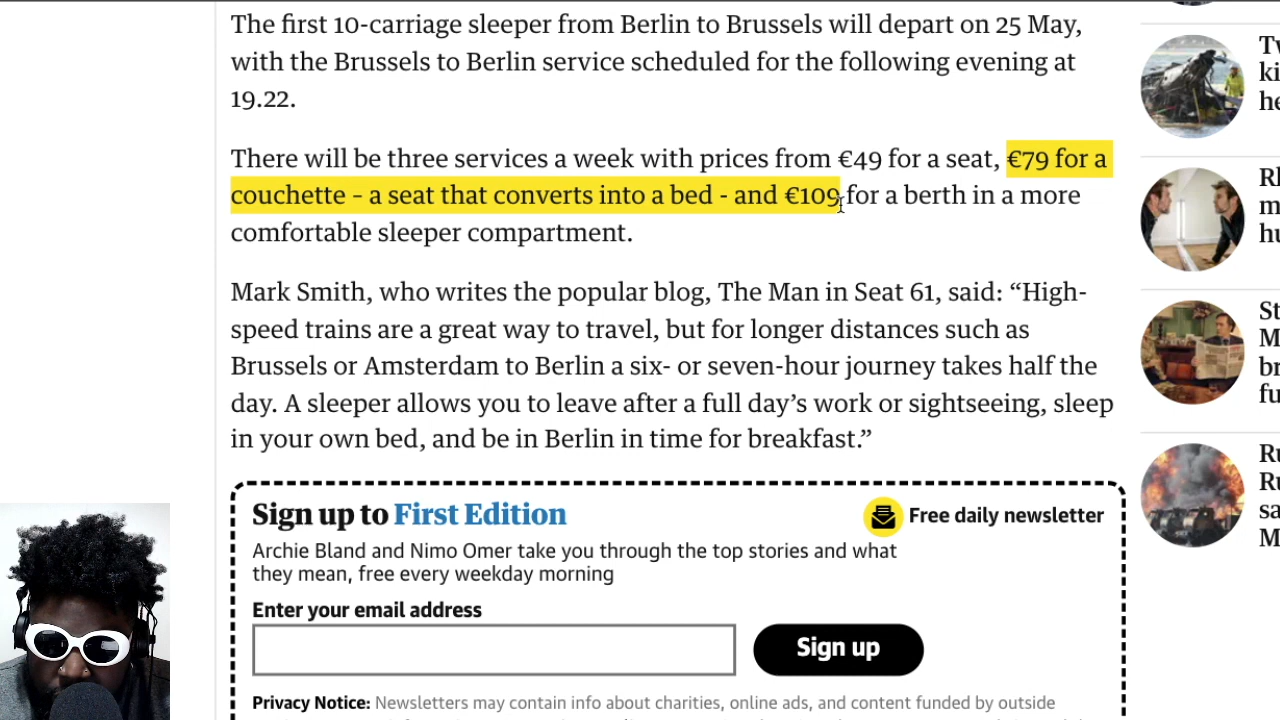 The first 10-carriage sleeper from Berlin to Brussels will depart on 25 May,
with the Brussels to Berlin service scheduled for the following evening at
19.22.
There will be three services a week with prices from €49 for a seat, €79 for a
couchette – a seat that converts into a bed - and €109 for a berth in a more
comfortable sleeper compartment.
Mark Smith, who writes the popular blog, The Man in Seat 61, said: “High-
speed trains are a great way to travel, but for longer distances such as
Brussels or Amsterdam to Berlin a six- or seven-hour journey takes half the
day. A sleeper allows you to leave after a full day’s work or sightseeing, sleep
in your own bed, and be in Berlin in time for breakfast.”
Sign up to First Edition
Free daily newsletter
Archie Bland and Nimo Omer take you through the top stories and what
they mean, free every weekday morning
Enter your email address
Sign up
Privacy Notice: Newsletters may contain info about charities, online ads, and content funded by outside